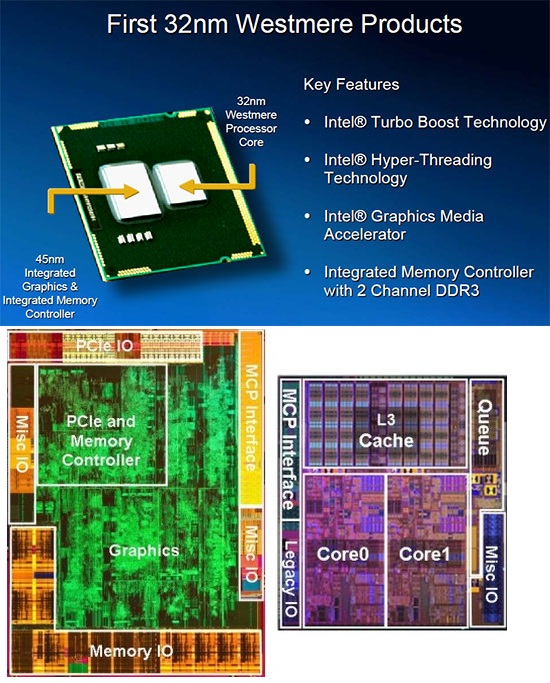 First 32nm Westmere Products
Key Features
• Intel® Turbo Boost Technology
• Intel® Hyper-Threading
Technology
• Intel® Graphics Media
Accelerator
• Integrated Memory Controller
with 2 Channel DDR3
32nm
Westmere
Processor
Core
45nm
Integrated
Graphics &
Integrated Memory
Controller
PCIe IO
MCP Interface
Misc IO
PCIe and
Memory
Controller
Graphics
Misc IO
Memory IO
MCP Interface
L3
Cache
Queue
Legacy IO
Core0
Core1
Misc IO